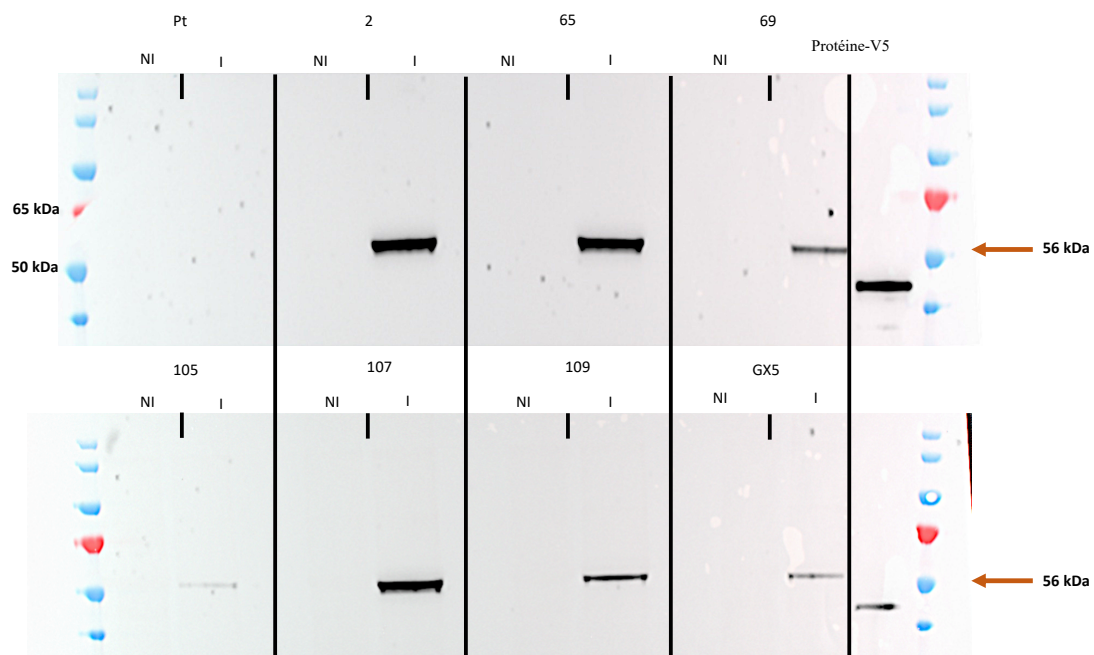 Pt 2 65 69
Protéine-V5
NI I NI I NI I NI
65 kDa
56 kDa
50 kDa
105 107 109 GX5
NI I NI I NI I NI I
56 kDa